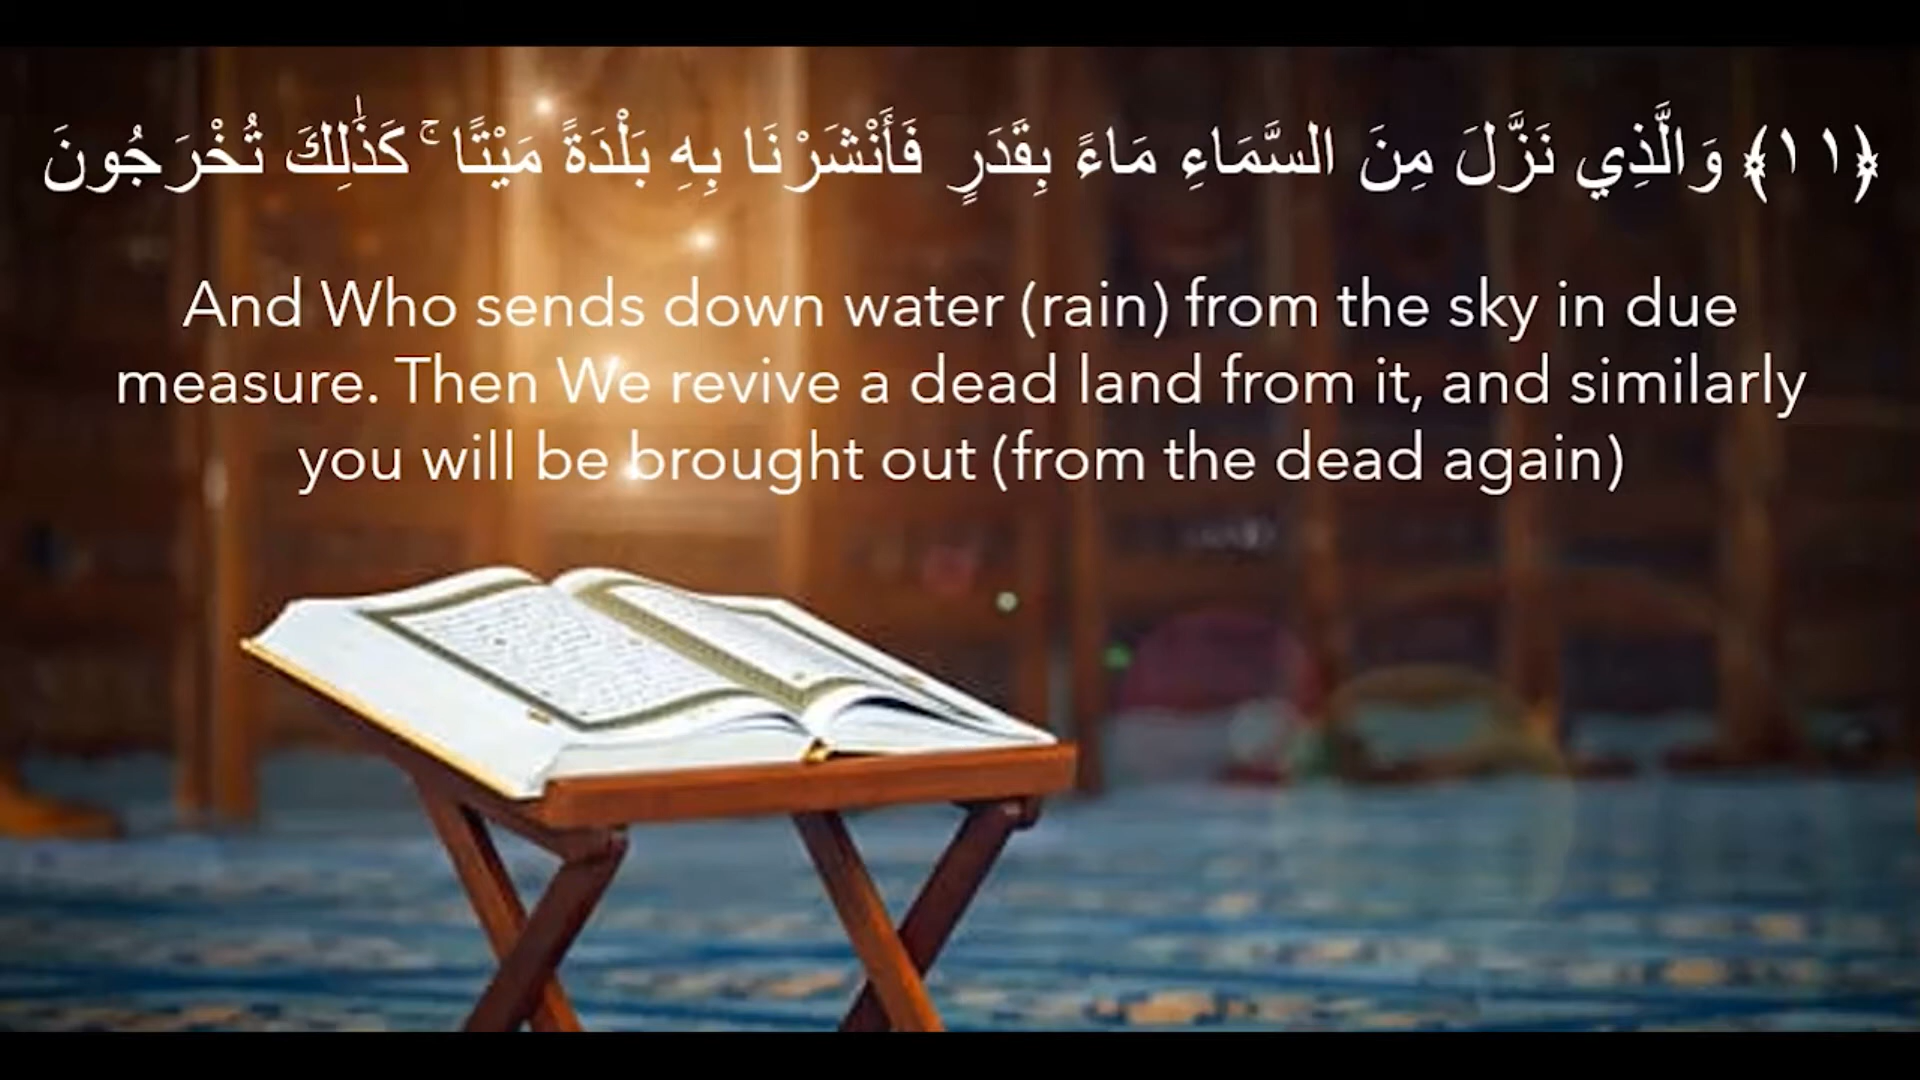 ﴿١١﴾ وَالَّذِي نَزَّلَ مِنَ السَّمَاءِ مَاءً بِقَدَرٍ فَأَنْشَرْنَا بِهِ بَلْدَةً مَيْتًا ۚ كَذَٰلِكَ تُخْرَجُونَ
And Who sends down water (rain) from the sky in due
measure. Then We revive a dead land from it, and similarly
you will be brought out (from the dead again)